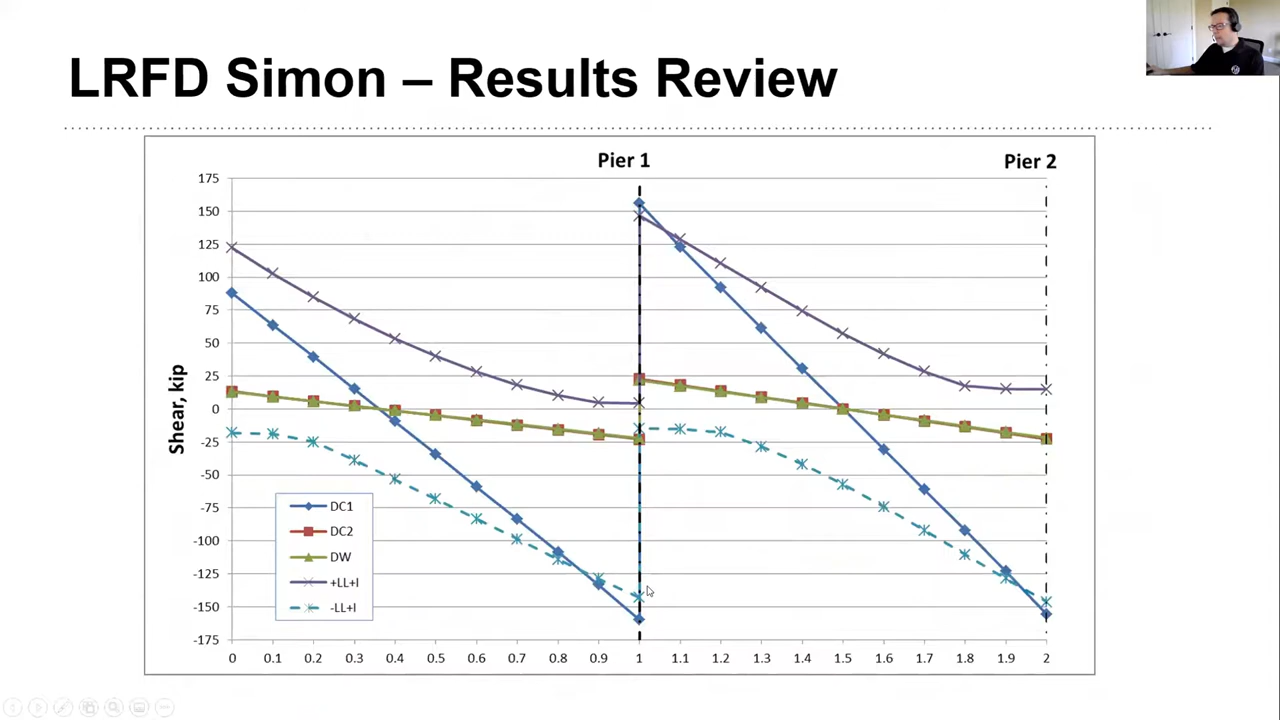 LRFD Simon – Results Review
Pier 1
Pier 2
175
150
125
100
75
50
25
0
-25
-50
-75
-100
-125
-150
-175
Shear, kip
DC1
DC2
DW
+LL+I
-LL+I
0 0.1 0.2 0.3 0.4 0.5 0.6 0.7 0.8 0.9 1 1.1 1.2 1.3 1.4 1.5 1.6 1.7 1.8 1.9 2